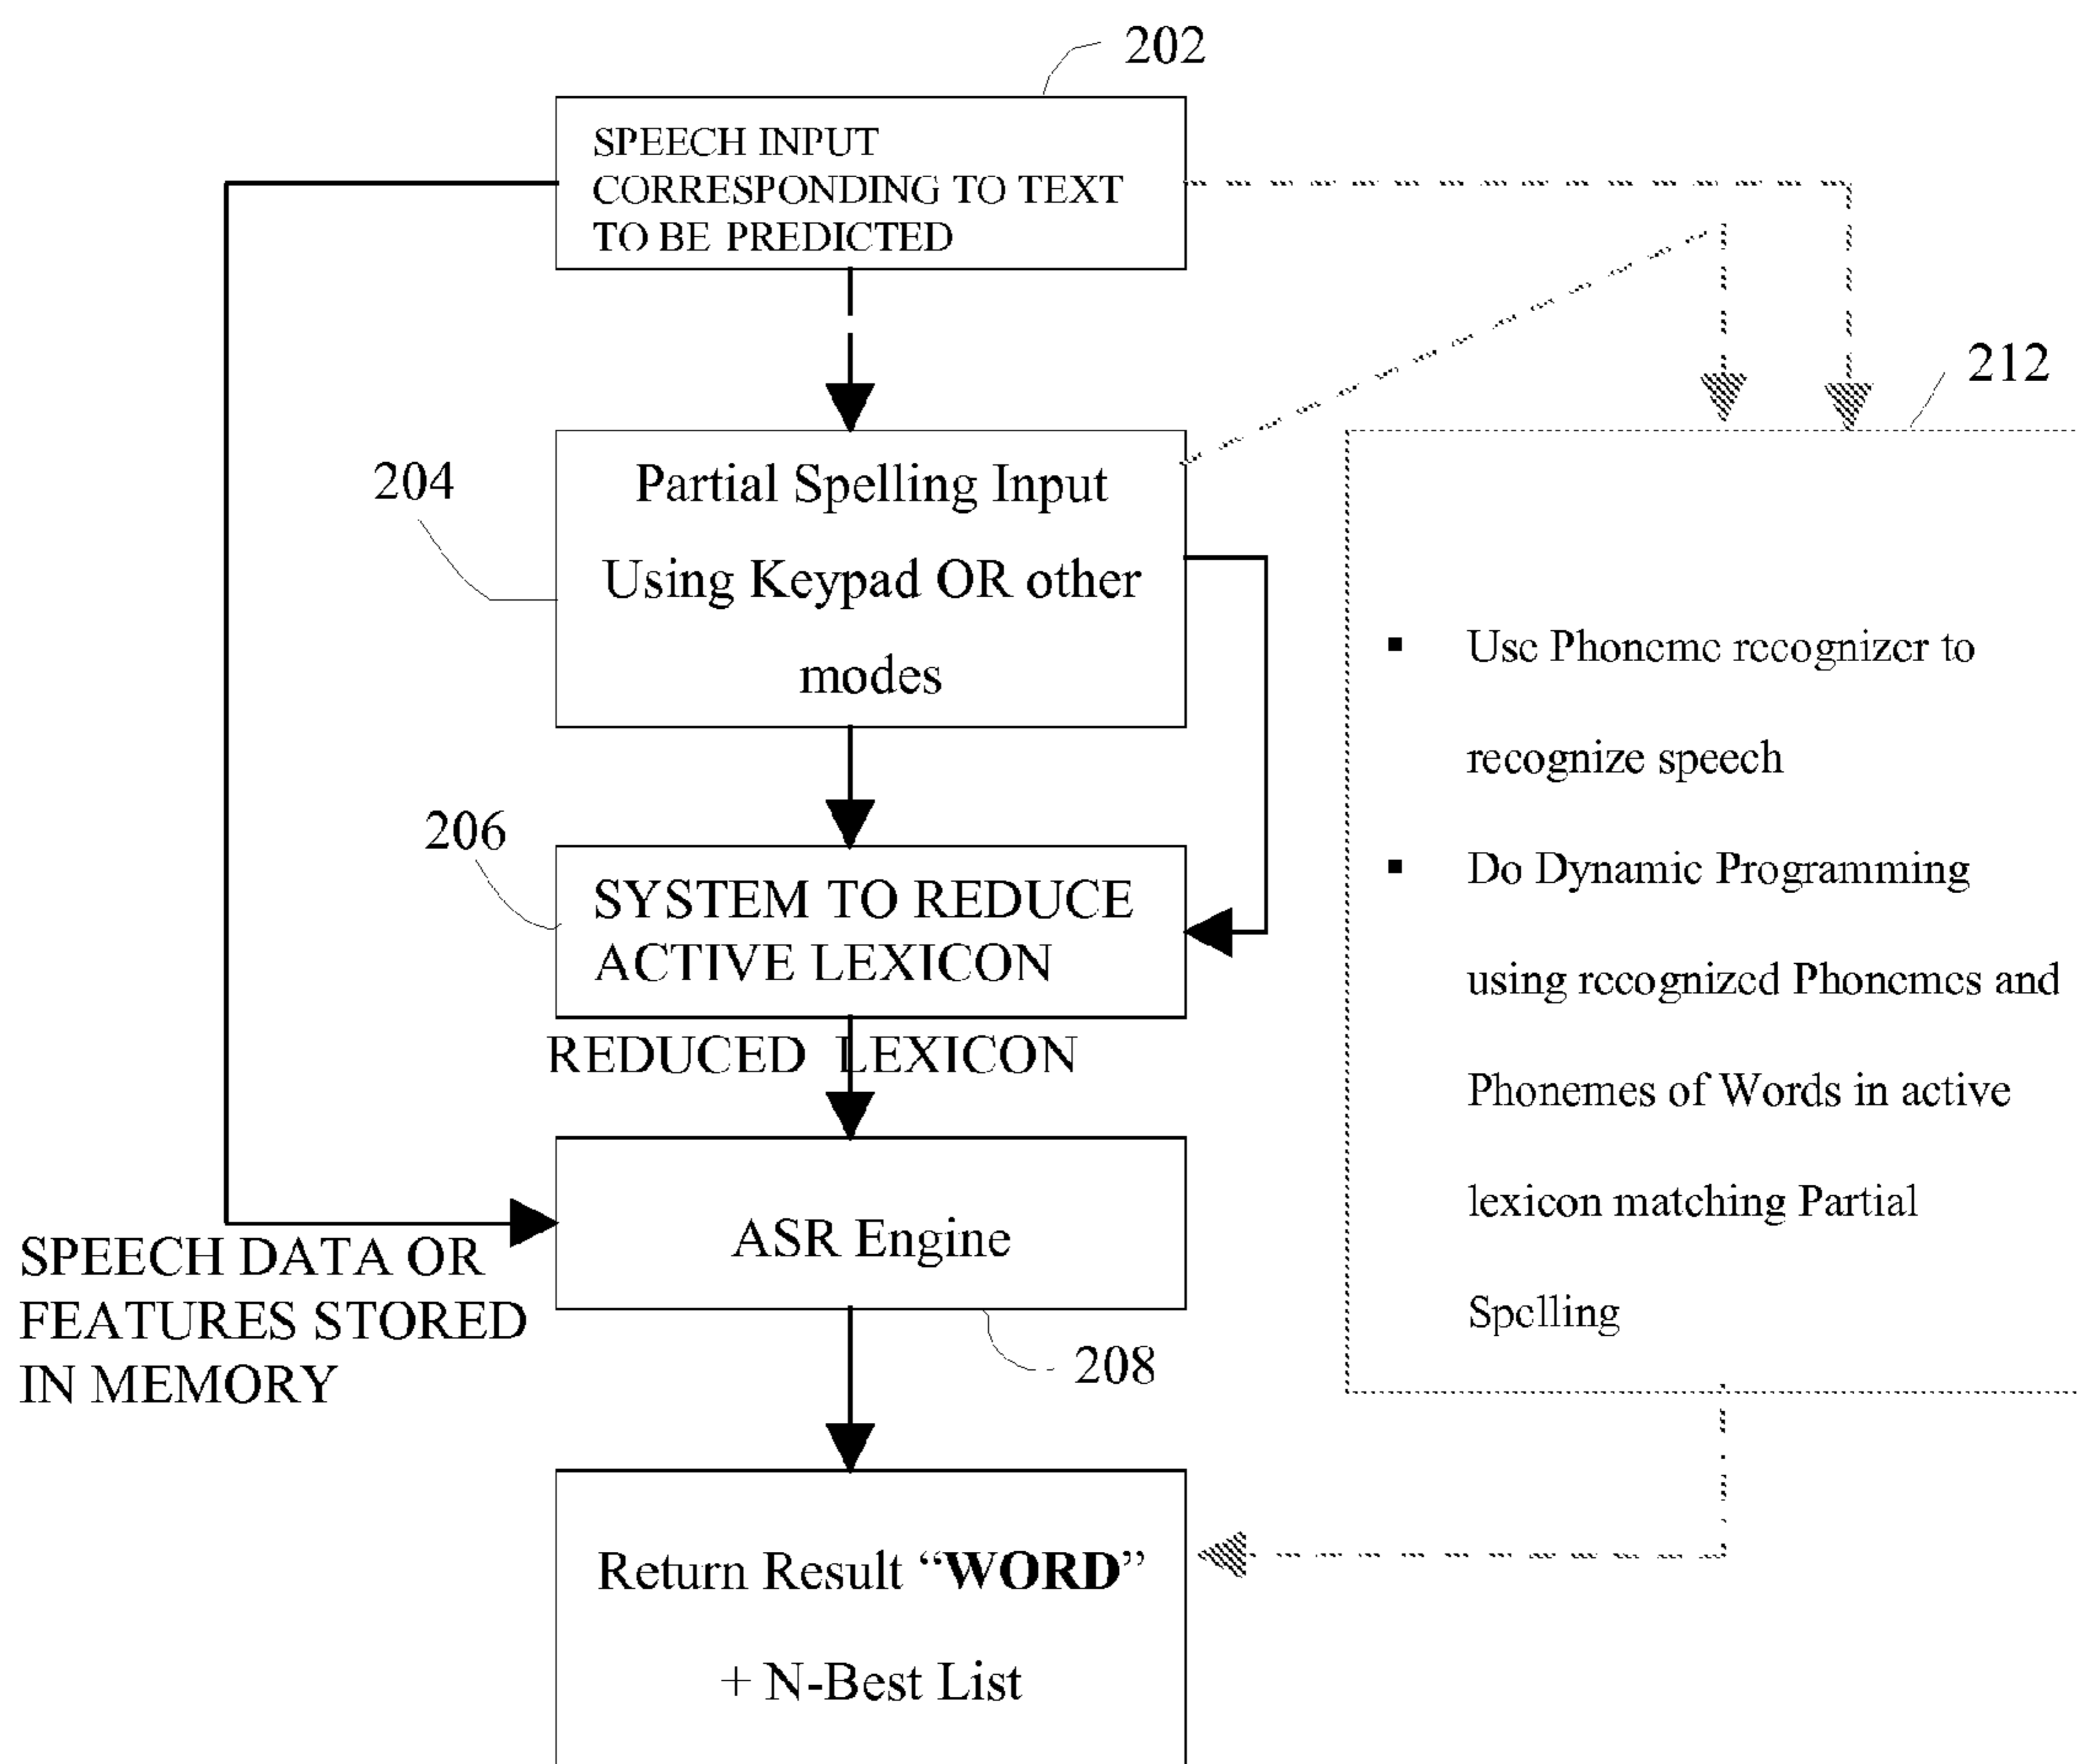 202
SPEECH INPUT
CORRESPONDING TO TEXT
TO BE PREDICTED
212
204
Partial Spelling Input
Using Keypad OR other
modes
206
SYSTEM TO REDUCE
ACTIVE LEXICON
REDUCED LEXICON
ASR Engine
208
SPEECH DATA OR
FEATURES STORED
IN MEMORY
▪ Use Phoneme recognizer to
recognize speech
▪ Do Dynamic Programming
using recognized Phonemes and
Phonemes of Words in active
lexicon matching Partial
Spelling
Return Result “WORD”
+ N-Best List